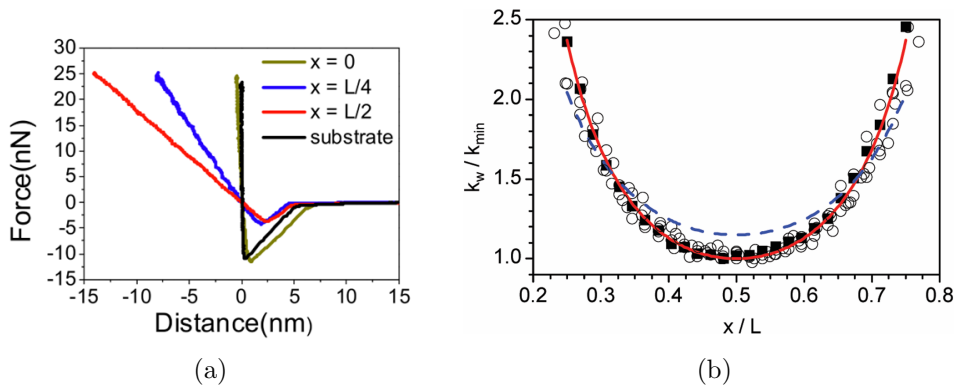 30
25
20
15
10
5
0
-5
-10
-15
Force(nN)
x = 0
x = L/4
x = L/2
substrate
-15 -10 -5 0 5 10 15
Distance(nm)
(a)
2.5
2.0
1.5
1.0
k_w / k_min
0.2 0.3 0.4 0.5 0.6 0.7 0.8
x / L
(b)